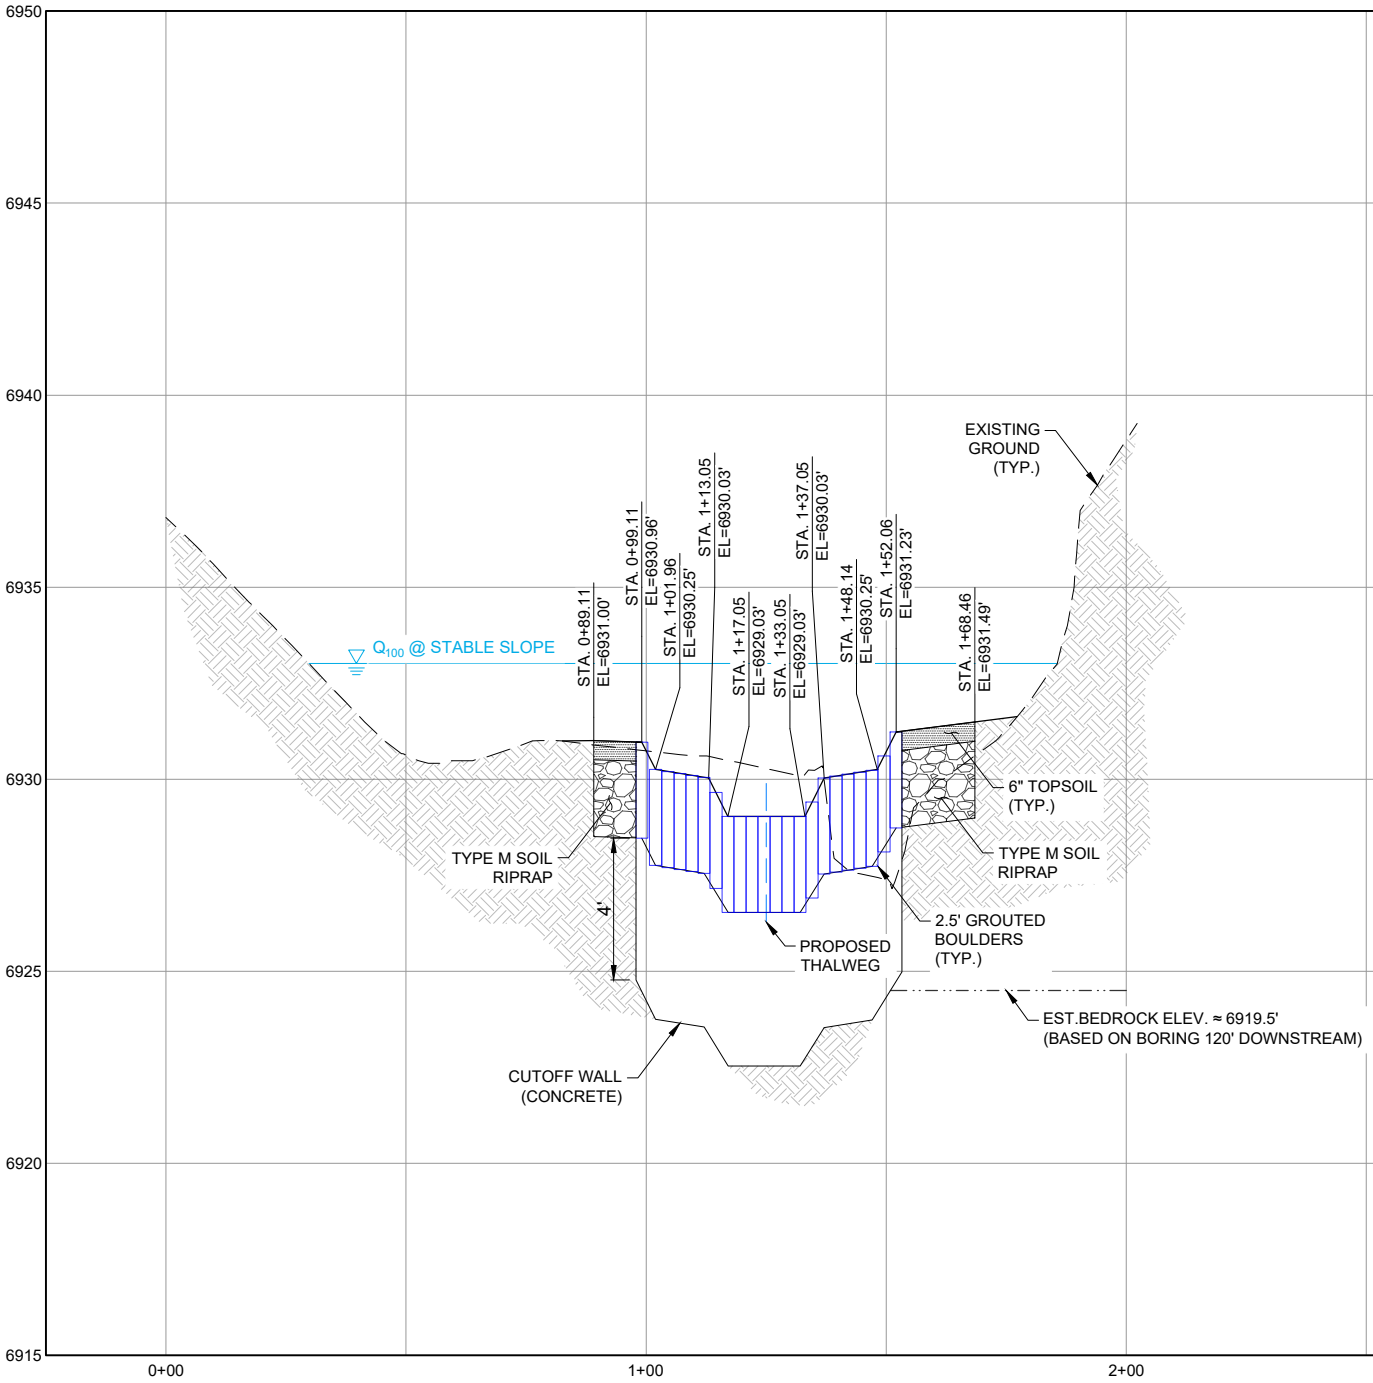 6950
6945
6940
6935
6930
6925
6920
6915
0+00
1+00
2+00
Q100 @ STABLE SLOPE
STA. 0+89.11
EL=6931.00'
STA. 0+99.11
EL=6930.96'
STA. 1+01.96
EL=6930.25'
STA. 1+13.05
EL=6930.03'
STA. 1+17.05
EL=6929.03'
STA. 1+33.05
EL=6929.03'
STA. 1+37.05
EL=6930.03'
STA. 1+48.14
EL=6930.25'
STA. 1+52.06
EL=6931.23'
STA. 1+68.46
EL=6931.49'
EXISTING
GROUND
(TYP.)
6" TOPSOIL
(TYP.)
TYPE M SOIL
RIPRAP
TYPE M SOIL
RIPRAP
4'
2.5' GROUTED
BOULDERS
(TYP.)
PROPOSED
THALWEG
EST.BEDROCK ELEV. ≈ 6919.5'
(BASED ON BORING 120' DOWNSTREAM)
CUTOFF WALL
(CONCRETE)